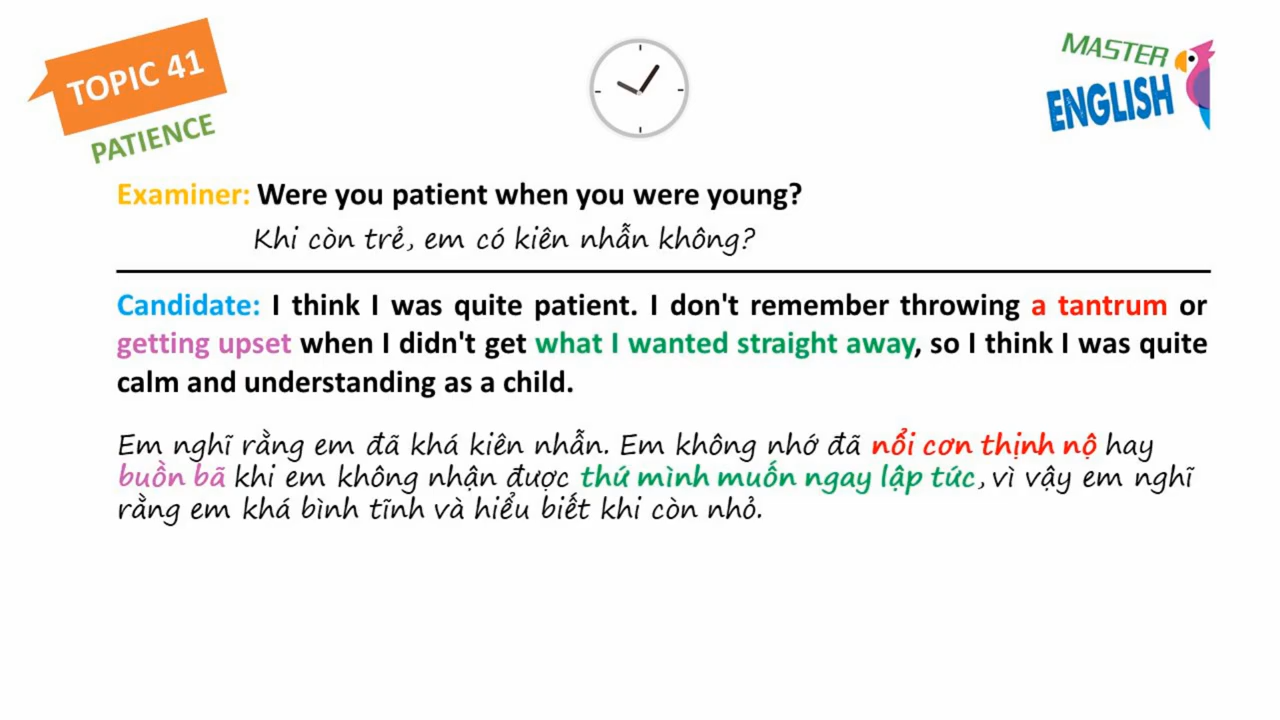 TOPIC 41
PATIENCE
MASTER
ENGLISH
Examiner: Were you patient when you were young?
Khi còn trẻ, em có kiên nhẫn không?
Candidate: I think I was quite patient. I don't remember throwing a tantrum or
getting upset when I didn't get what I wanted straight away, so I think I was quite
calm and understanding as a child.
Em nghĩ rằng em đã khá kiên nhẫn. Em không nhớ đã nổi cơn thịnh nộ hay
buồn bã khi em không nhận được thứ mình muốn ngay lập tức, vì vậy em nghĩ
rằng em khá bình tĩnh và hiểu biết khi còn nhỏ.